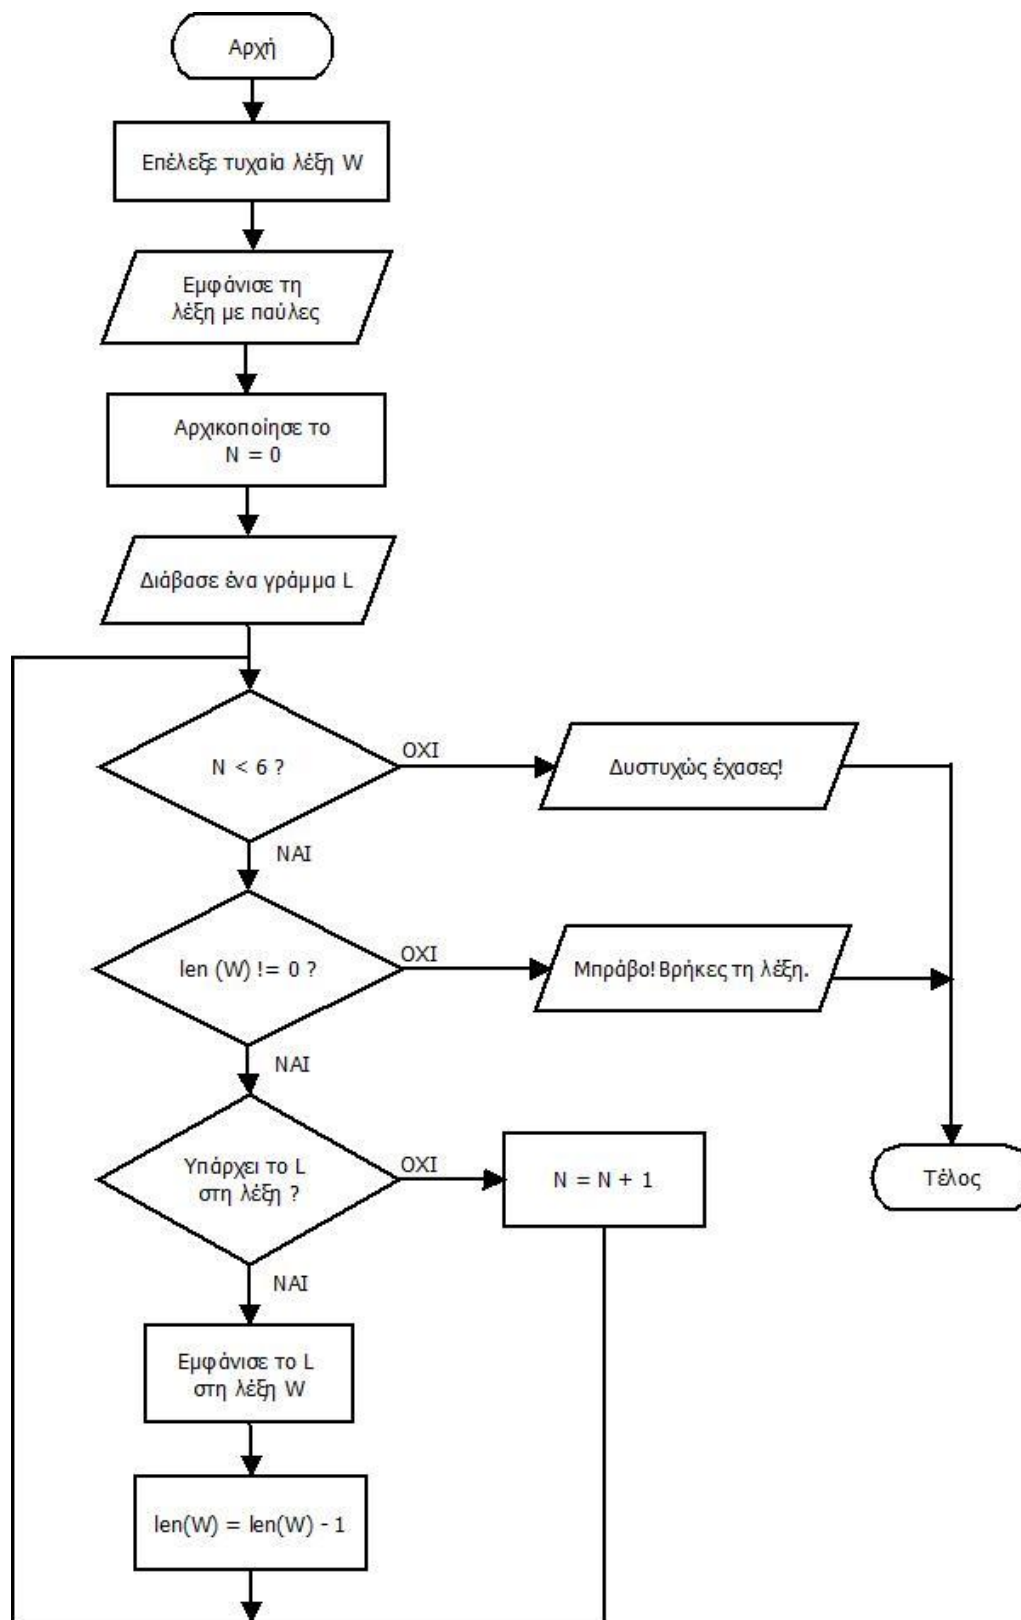 Αρχή
Επέλεξε τυχαία λέξη W
Εμφάνισε τη
λέξη με παύλες
Αρχικοποίησε το
N = 0
Διάβασε ένα γράμμα L
N < 6 ?
ΟΧΙ
Δυστυχώς έχασες!
ΝΑΙ
len (W) != 0 ?
ΟΧΙ
Μπράβο! Βρήκες τη λέξη.
ΝΑΙ
Υπάρχει το L
στη λέξη ?
ΟΧΙ
N = N + 1
Τέλος
ΝΑΙ
Εμφάνισε το L
στη λέξη W
len(W) = len(W) - 1